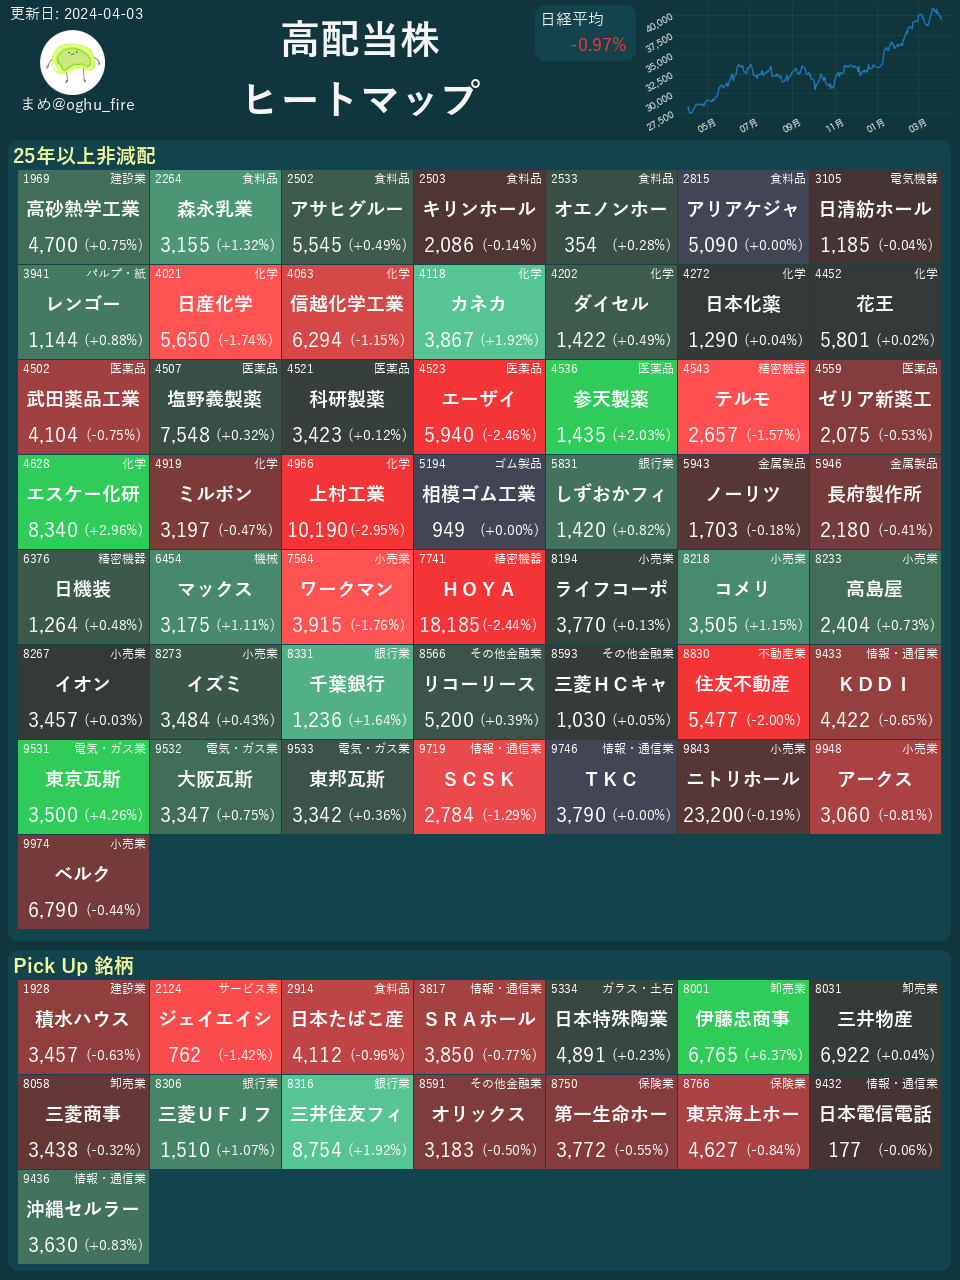 更新日: 2024-04-03
まめ@oghu_fire
高配当株
ヒートマップ
日経平均
-0.97%
40,000
37,500
35,000
32,500
30,000
27,500
05月 07月 09月 11月 01月 03月
25年以上非減配
1969 建設業 2264 食料品 2502 食料品 2503 食料品 2533 食料品 2815 食料品 3105 電気機器
高砂熱学工業 森永乳業 アサヒグルー キリンホール オエノンホー アリアケジャ 日清紡ホール
4,700 (+0.75%) 3,155 (+1.32%) 5,545 (+0.49%) 2,086 (-0.14%) 354 (+0.28%) 5,090 (+0.00%) 1,185 (-0.04%)
3941 パルプ・紙 4021 化学 4063 化学 4118 化学 4202 化学 4272 化学 4452 化学
レンゴー 日産化学 信越化学工業 カネカ ダイセル 日本化薬 花王
1,144 (+0.88%) 5,650 (-1.74%) 6,294 (-1.15%) 3,867 (+1.92%) 1,422 (+0.49%) 1,290 (+0.04%) 5,801 (+0.02%)
4502 医薬品 4507 医薬品 4521 医薬品 4523 医薬品 4536 医薬品 4543 精密機器 4559 医薬品
武田薬品工業 塩野義製薬 科研製薬 エーザイ 参天製薬 テルモ ゼリア新薬工
4,104 (-0.75%) 7,548 (+0.32%) 3,423 (+0.12%) 5,940 (-2.46%) 1,435 (+2.03%) 2,657 (-1.57%) 2,075 (-0.53%)
4628 化学 4919 化学 4966 化学 5194 ゴム製品 5831 銀行業 5943 金属製品 5946 金属製品
エスケー化研 ミルボン 上村工業 相模ゴム工業 しずおかフィ ノーリツ 長府製作所
8,340 (+2.96%) 3,197 (-0.47%) 10,190 (-2.95%) 949 (+0.00%) 1,420 (+0.82%) 1,703 (-0.18%) 2,180 (-0.41%)
6376 精密機器 6454 機械 7564 小売業 7741 精密機器 8194 小売業 8218 小売業 8233 小売業
日機装 マックス ワークマン ＨＯＹＡ ライフコーポ コメリ 高島屋
1,264 (+0.48%) 3,175 (+1.11%) 3,915 (-1.76%) 18,185 (-2.44%) 3,770 (+0.13%) 3,505 (+1.15%) 2,404 (+0.73%)
8267 小売業 8273 小売業 8331 銀行業 8566 その他金融業 8593 その他金融業 8830 不動産業 9433 情報・通信業
イオン イズミ 千葉銀行 リコーリース 三菱ＨＣキャ 住友不動産 ＫＤＤＩ
3,457 (+0.03%) 3,484 (+0.43%) 1,236 (+1.64%) 5,200 (+0.39%) 1,030 (+0.05%) 5,477 (-2.00%) 4,422 (-0.65%)
9531 電気・ガス業 9532 電気・ガス業 9533 電気・ガス業 9719 情報・通信業 9746 情報・通信業 9843 小売業 9948 小売業
東京瓦斯 大阪瓦斯 東邦瓦斯 ＳＣＳＫ ＴＫＣ ニトリホール アークス
3,500 (+4.26%) 3,347 (+0.75%) 3,342 (+0.36%) 2,784 (-1.29%) 3,790 (+0.00%) 23,200 (-0.19%) 3,060 (-0.81%)
9974 小売業
ベルク
6,790 (-0.44%)
Pick Up 銘柄
1928 建設業 2124 サービス業 2914 食料品 3817 情報・通信業 5334 ガラス・土石 8001 卸売業 8031 卸売業
積水ハウス ジェイエイシ 日本たばこ産 ＳＲＡホール 日本特殊陶業 伊藤忠商事 三井物産
3,457 (-0.63%) 762 (-1.42%) 4,112 (-0.96%) 3,850 (-0.77%) 4,891 (+0.23%) 6,765 (+6.37%) 6,922 (+0.04%)
8058 卸売業 8306 銀行業 8316 銀行業 8591 その他金融業 8750 保険業 8766 保険業 9432 情報・通信業
三菱商事 三菱ＵＦＪフ 三井住友フィ オリックス 第一生命ホー 東京海上ホー 日本電信電話
3,438 (-0.32%) 1,510 (+1.07%) 8,754 (+1.92%) 3,183 (-0.50%) 3,772 (-0.55%) 4,627 (-0.84%) 177 (-0.06%)
9436 情報・通信業
沖縄セルラー
3,630 (+0.83%)